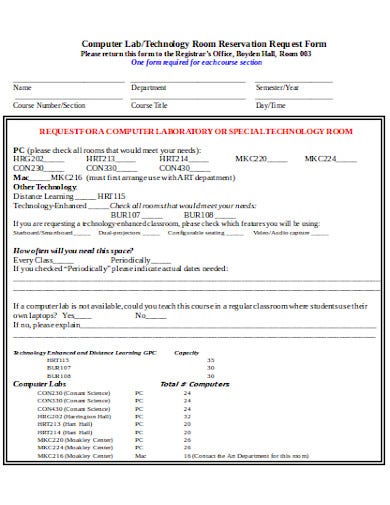 Computer Lab/Technology Room Reservation Request Form
Please return this form to the Registrar's Office, Boyden Hall, Room 003
One form required for each course section
Name Department Semester/Year
Course Number/Section Course Title Day/Time
REQUEST FOR A COMPUTER LABORATORY OR SPECIAL TECHNOLOGY ROOM
PC (please check all rooms that would meet your needs):
HRG202_____ HRT213_____ HRT214_____ MKC220_____ MKC224_____
CON230_____ CON330_____ CON430_____
Mac_____MKC216 (must first arrange use with ART department)
Other Technology:
Distance Learning_____ HRT115
Technology-Enhanced_____ Check all rooms that would meet your needs:
BUR107_____ BUR108_____
If you are requesting a technology-enhanced classroom, please check which features you will be using:
Starboard/Smartboard____ Dual-projectors_____ Configurable seating_____ Video/Audio capture_____
How often will you need this space?
Every Class_____ Periodically_____
If you checked "Periodically" please indicate actual dates needed:
If a computer lab is not available, could you teach this course in a regular classroom where students use their
own laptops? Yes____ No_____
If no, please explain
Technology Enhanced and Distance Learning GPC Capacity
HRT115 35
BUR107 30
BUR108 30
Computer Labs Total # Computers
CON230 (Conant Science) PC 24
CON330 (Conant Science) PC 24
CON430 (Conant Science) PC 24
HRG202 (Harrington Hall) PC 32
HRT213 (Hart Hall) PC 20
HRT214 (Hart Hall) PC 20
MKC220 (Moakley Center) PC 26
MKC224 (Moakley Center) PC 26
MKC216 (Moakley Center) Mac 16 (Contact the Art Department for this room)